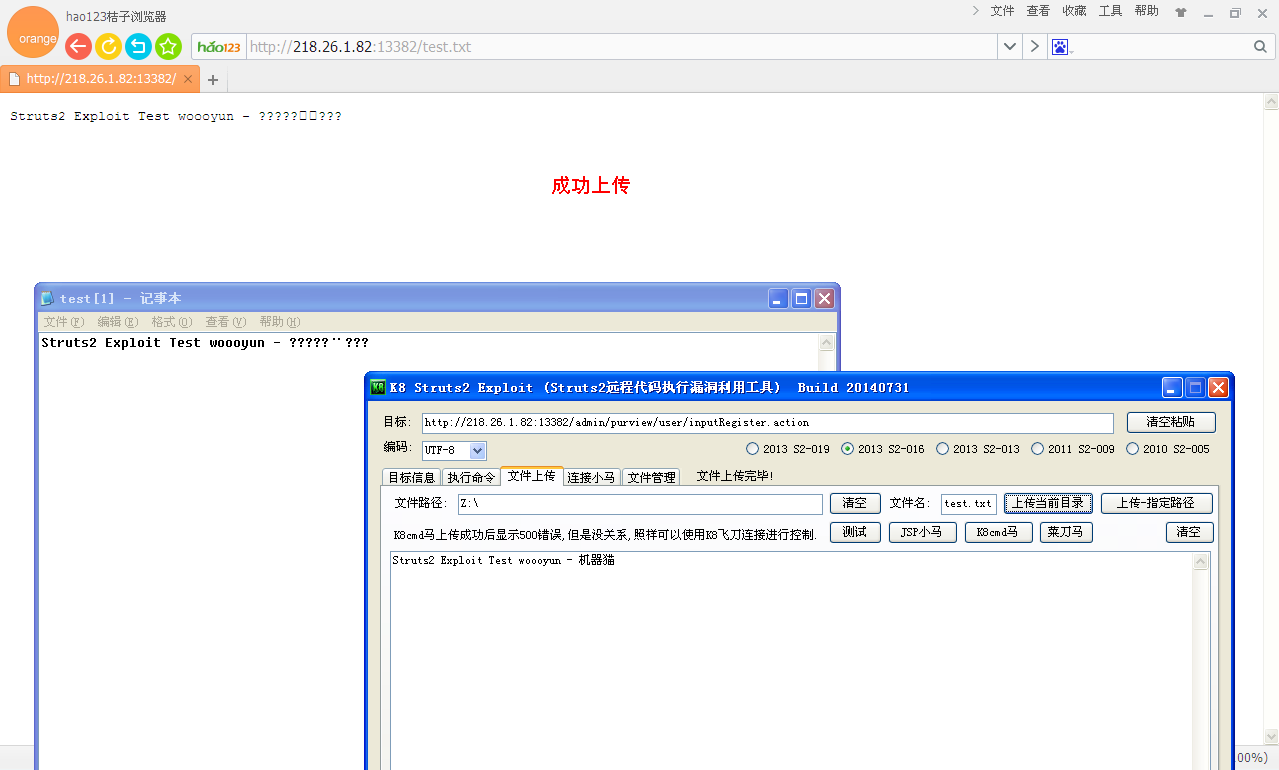 hao123桔子浏览器
文件 查看 收藏 工具 帮助
orange
hao123 http://218.26.1.82:13382/test.txt
http://218.26.1.82:13382/
Struts2 Exploit Test woooyun - ?????□□???
成功上传
test[1] - 记事本
文件(F) 编辑(E) 格式(O) 查看(V) 帮助(H)
Struts2 Exploit Test woooyun - ?????¨???
K8 Struts2 Exploit (Struts2远程代码执行漏洞利用工具) Build 20140731
目标: http://218.26.1.82:13382/admin/purview/user/inputRegister.action 清空粘贴
编码: UTF-8 2013 S2-019 2013 S2-016 2013 S2-013 2011 S2-009 2010 S2-005
目标信息 执行命令 文件上传 连接小马 文件管理 文件上传完毕!
文件路径: Z:\ 清空 文件名: test.txt 上传当前目录 上传-指定路径
K8cmd马上传成功后显示500错误,但是没关系,照样可以使用K8飞刀连接进行控制. 测试 JSP小马 K8cmd马 菜刀马 清空
Struts2 Exploit Test woooyun - 机器猫
00%)